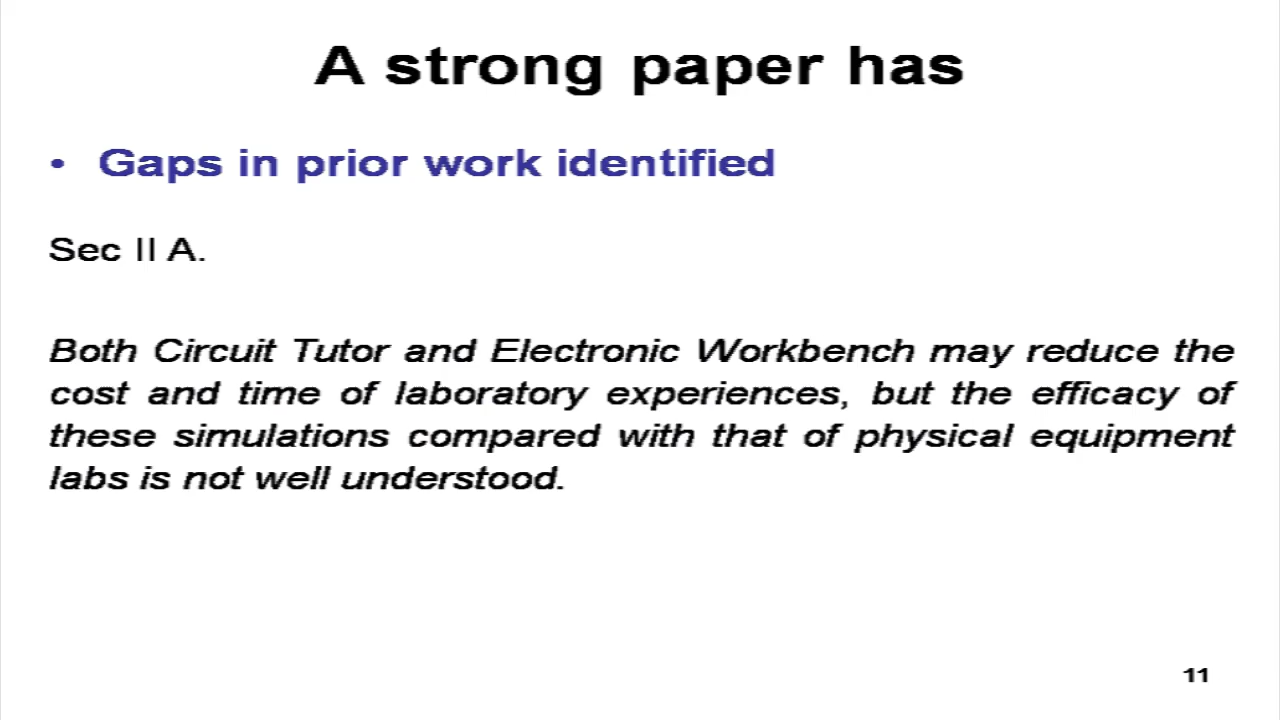 A strong paper has
• Gaps in prior work identified
Sec II A.
Both Circuit Tutor and Electronic Workbench may reduce the
cost and time of laboratory experiences, but the efficacy of
these simulations compared with that of physical equipment
labs is not well understood.
11